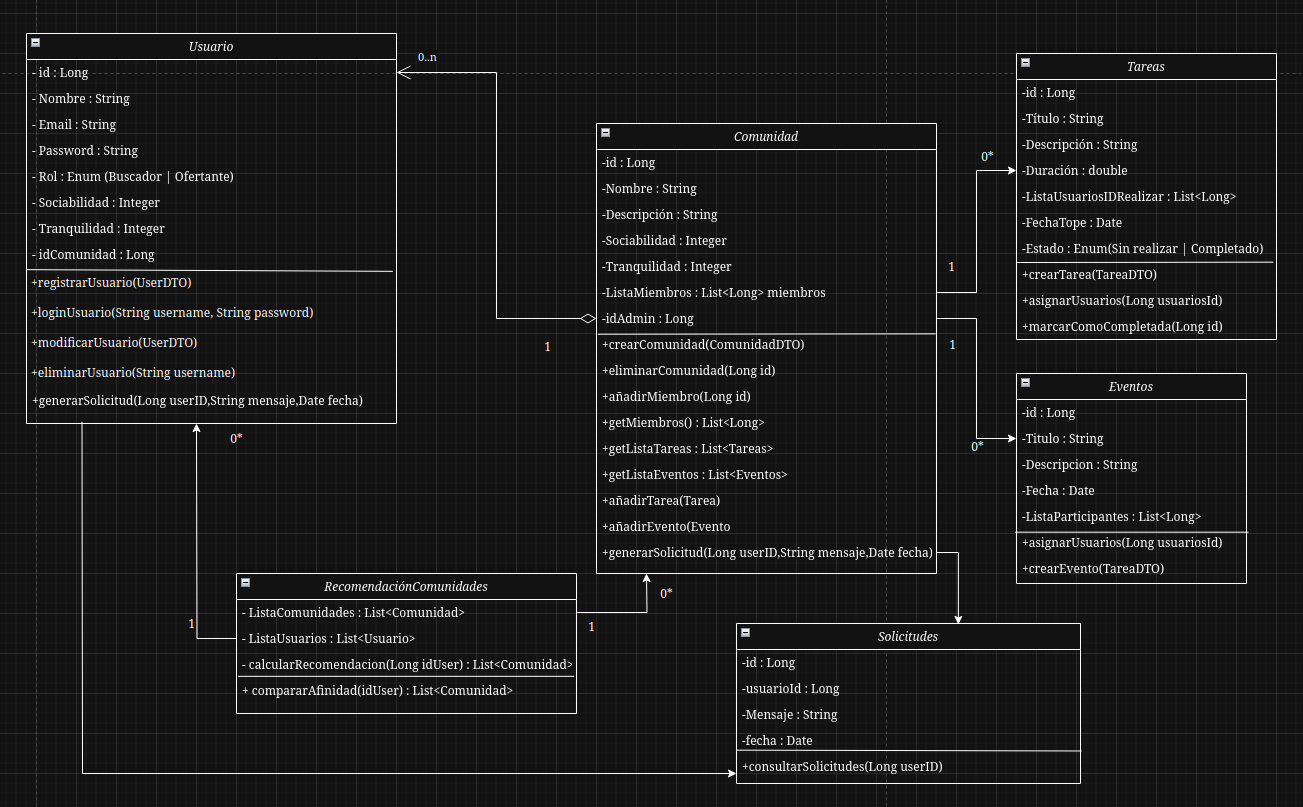 Usuario
- id : Long
- Nombre : String
- Email : String
- Password : String
- Rol : Enum (Buscador | Ofertante)
- Sociabilidad : Integer
- Tranquilidad : Integer
- idComunidad : Long
+registrarUsuario(UserDTO)
+loginUsuario(String username, String password)
+modificarUsuario(UserDTO)
+eliminarUsuario(String username)
+generarSolicitud(Long userID,String mensaje,Date fecha)
0..n
1
0*
Comunidad
-id : Long
-Nombre : String
-Descripción : String
-Sociabilidad : Integer
-Tranquilidad : Integer
-ListaMiembros : List<Long> miembros
-idAdmin : Long
+crearComunidad(ComunidadDTO)
+eliminarComunidad(Long id)
+añadirMiembro(Long id)
+getMiembros() : List<Long>
+getListaTareas : List<Tareas>
+getListaEventos : List<Eventos>
+añadirTarea(Tarea)
+añadirEvento(Evento
+generarSolicitud(Long userID,String mensaje,Date fecha)
0*
1
1
0*
Tareas
-id : Long
-Título : String
-Descripción : String
-Duración : double
-ListaUsuariosIDRealizar : List<Long>
-FechaTope : Date
-Estado : Enum(Sin realizar | Completado)
+crearTarea(TareaDTO)
+asignarUsuarios(Long usuariosId)
+marcarComoCompletada(Long id)
Eventos
-id : Long
-Titulo : String
-Descripcion : String
-Fecha : Date
-ListaParticipantes : List<Long>
+asignarUsuarios(Long usuariosId)
+crearEvento(TareaDTO)
RecomendaciónComunidades
- ListaComunidades : List<Comunidad>
- ListaUsuarios : List<Usuario>
- calcularRecomendacion(Long idUser) : List<Comunidad>
+ compararAfinidad(idUser) : List<Comunidad>
1
1
0*
Solicitudes
-id : Long
-usuarioId : Long
-Mensaje : String
-fecha : Date
+consultarSolicitudes(Long userID)